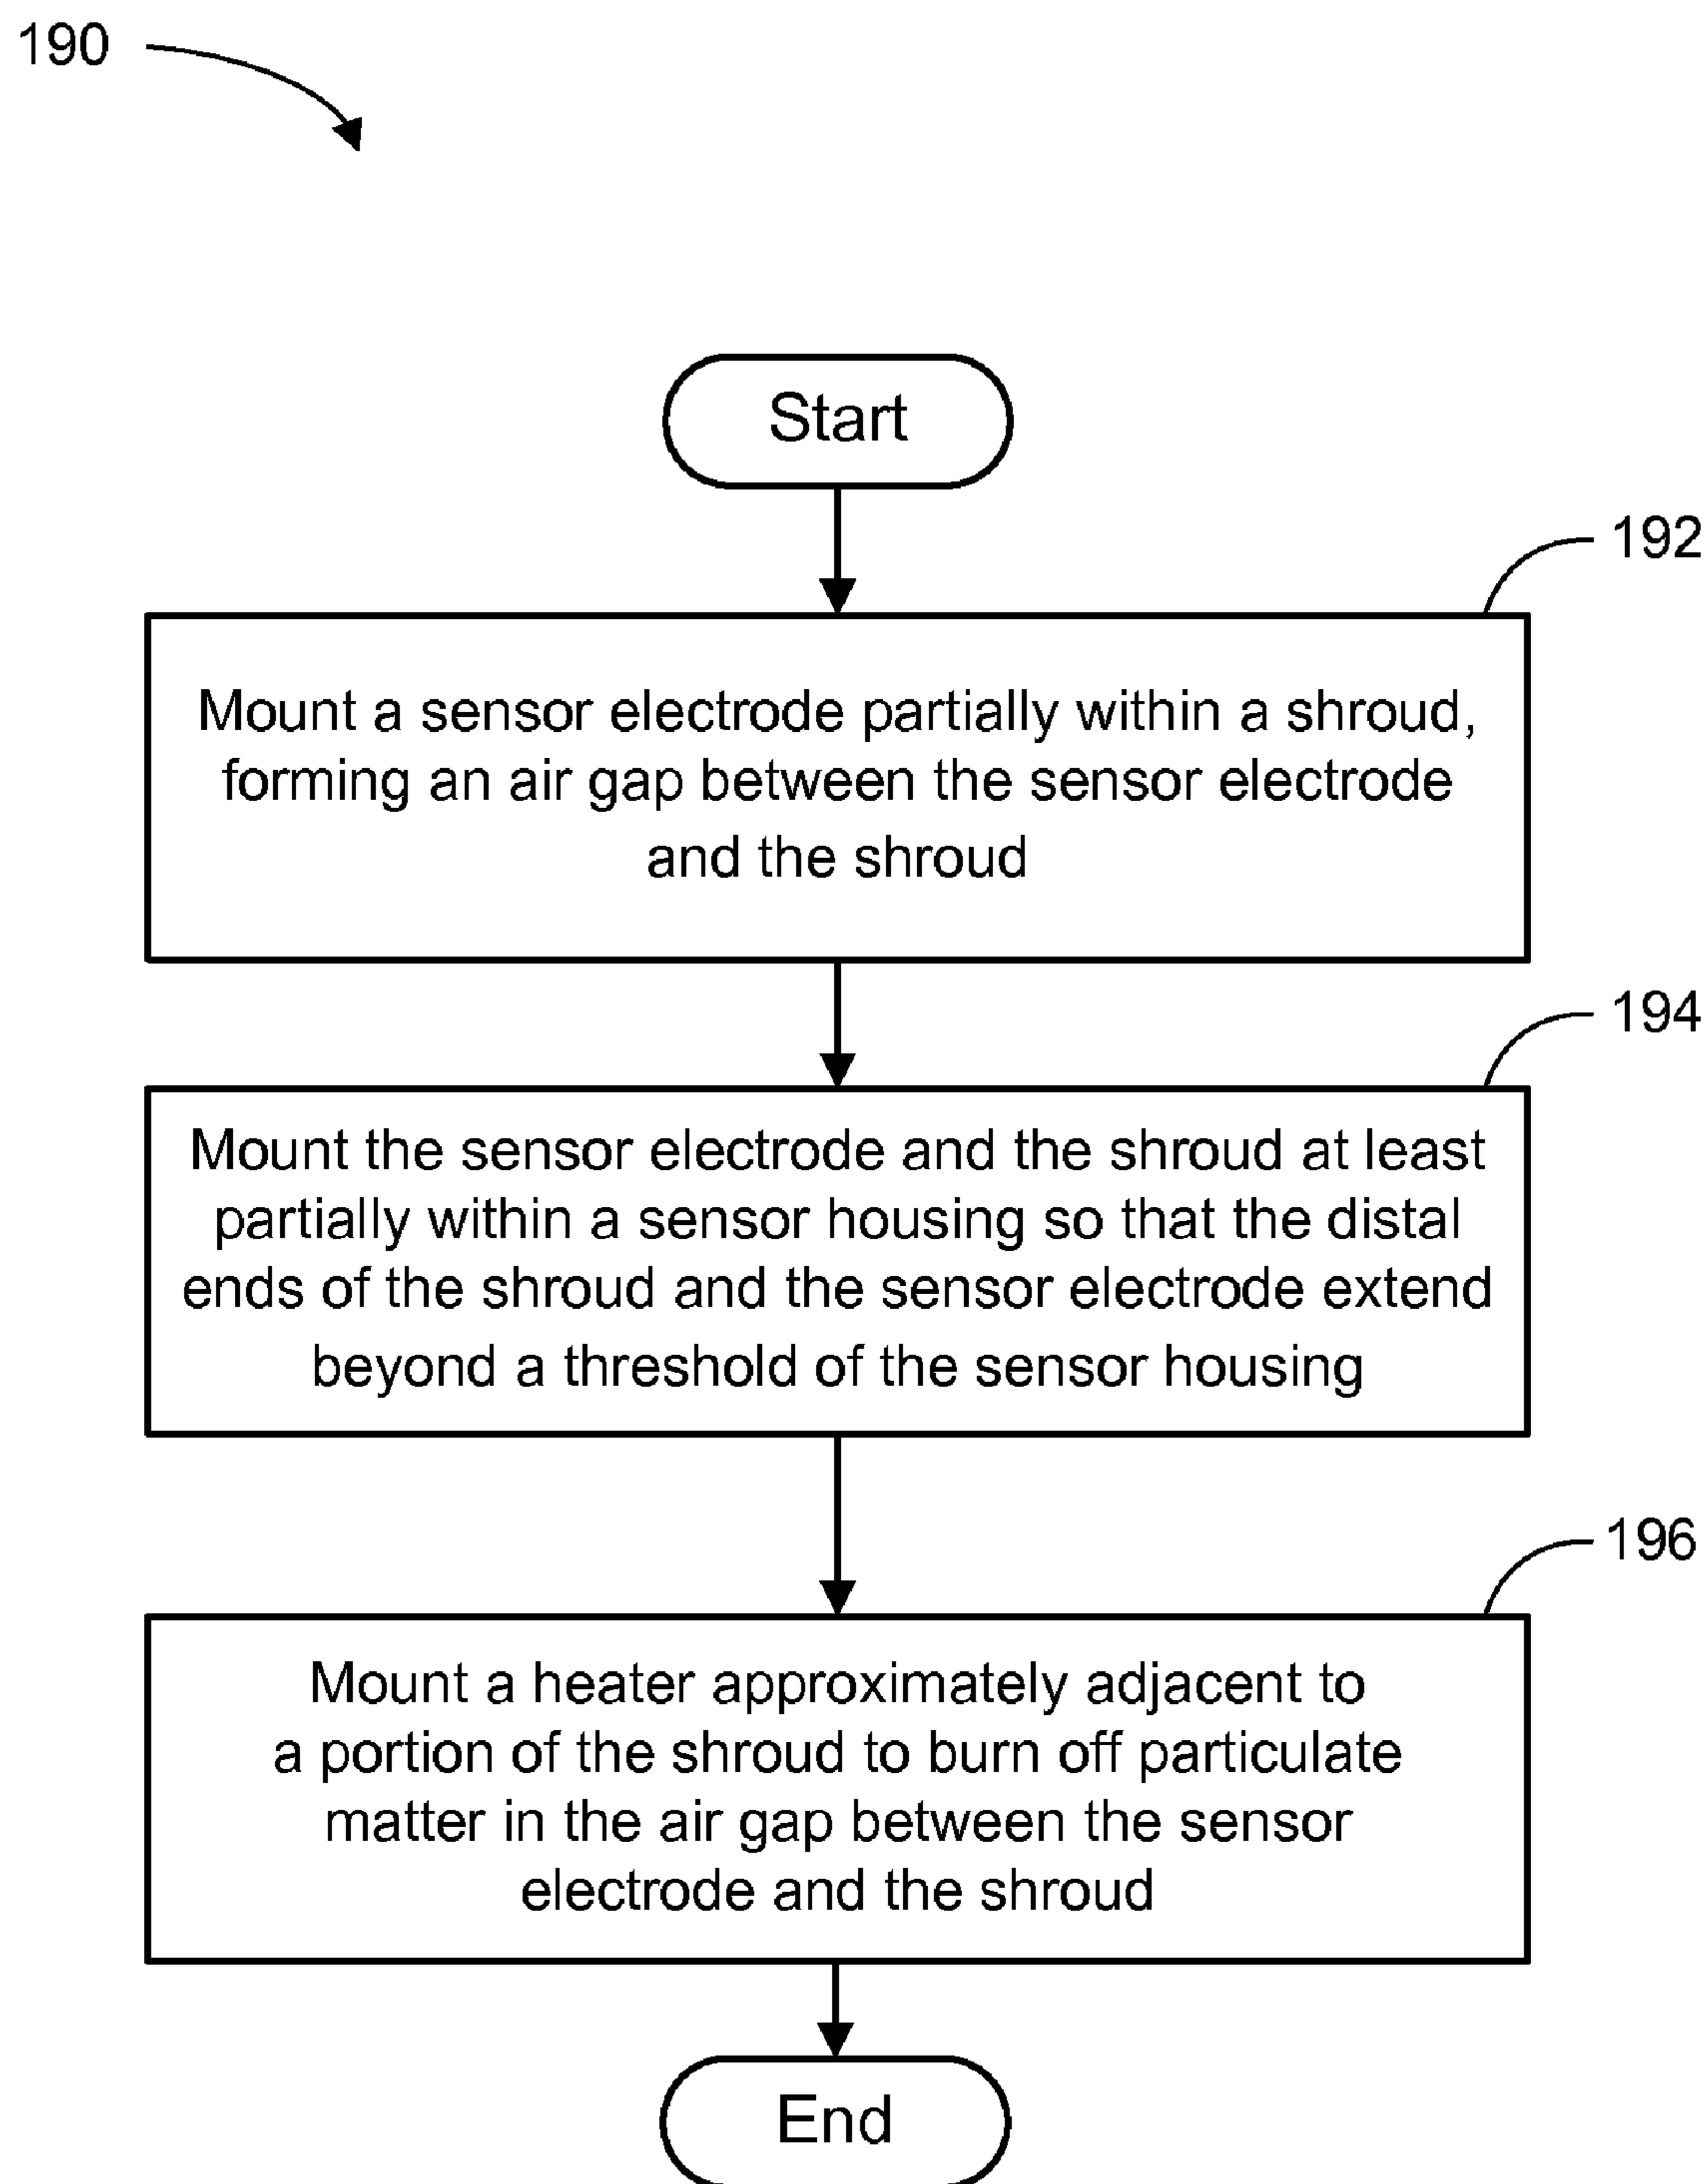 190
Start
192
Mount a sensor electrode partially within a shroud,
forming an air gap between the sensor electrode
and the shroud
194
Mount the sensor electrode and the shroud at least
partially within a sensor housing so that the distal
ends of the shroud and the sensor electrode extend
beyond a threshold of the sensor housing
196
Mount a heater approximately adjacent to
a portion of the shroud to burn off particulate
matter in the air gap between the sensor
electrode and the shroud
End